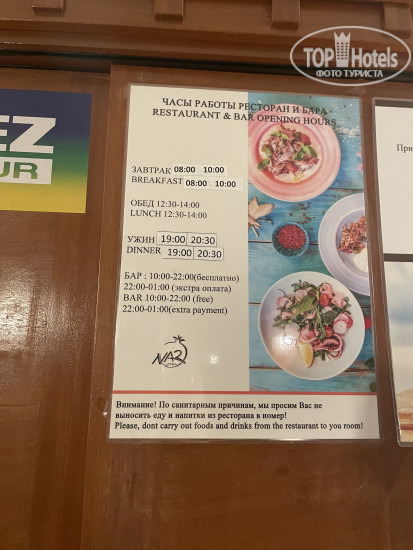 TOP Hotels
ФОТО ТУРИСТА
EZ
UR
ЧАСЫ РАБОТЫ РЕСТОРАН И БАРА
RESTAURANT & BAR OPENING HOURS
ЗАВТРАК 08:00 10:00
BREAKFAST 08:00 10:00
ОБЕД 12:30-14:00
LUNCH 12:30-14:00
УЖИН 19:00 20:30
DINNER 19:00 20:30
БАР : 10:00-22:00(бесплатно)
22:00-01:00 (экстра оплата)
BAR 10:00-22:00 (free)
22:00-01:00(extra payment)
NAR
Внимание! По санитарным причинам, мы просим Вас не
выносить еду и напитки из ресторана в номер!
Please, dont carry out foods and drinks from the restaurant to you room!
При